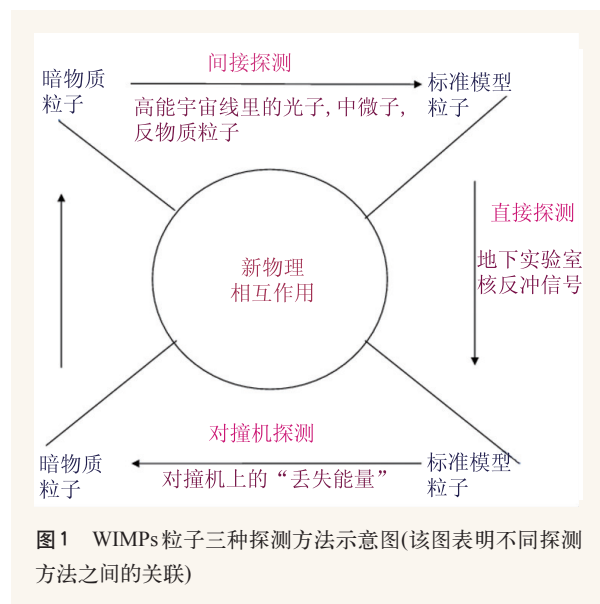 间接探测
暗物质
粒子
标准模型
粒子
高能宇宙线里的光子,中微子,
反物质粒子
直接探测
地下实验室
核反冲信号
新物理
相互作用
对撞机探测
暗物质
粒子
对撞机上的“丢失能量”
标准模型
粒子
图1 WIMPs粒子三种探测方法示意图(该图表明不同探测
方法之间的关联)